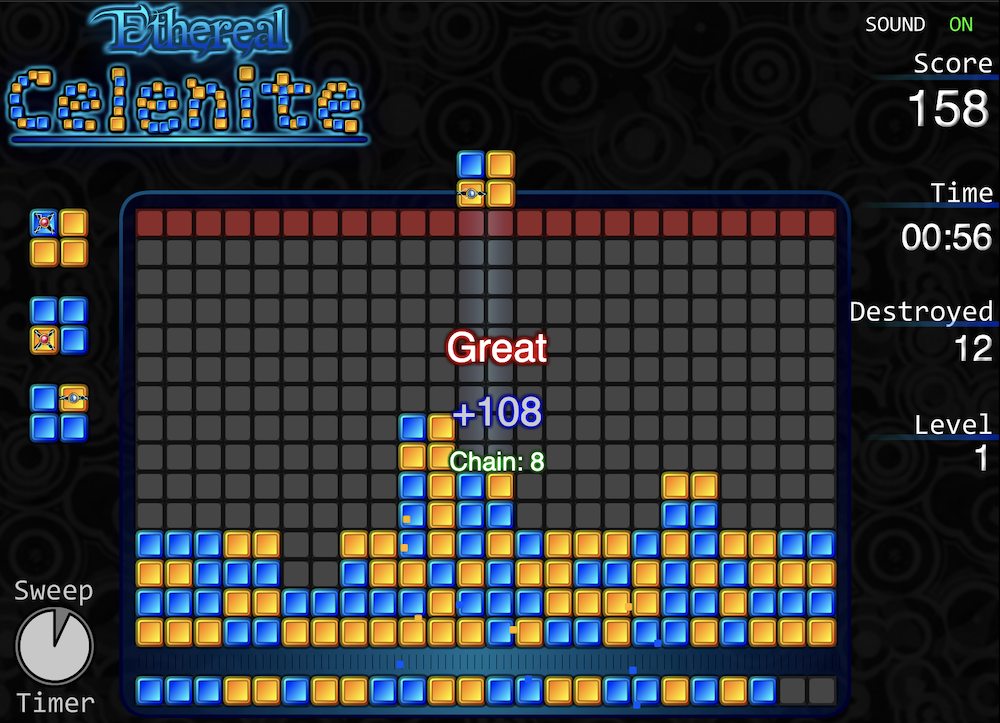 Ethereal
Celenite
SOUND ON
Score
158
Time
00:56
Destroyed
12
Level
1
Great
+108
Chain: 8
Sweep
Timer